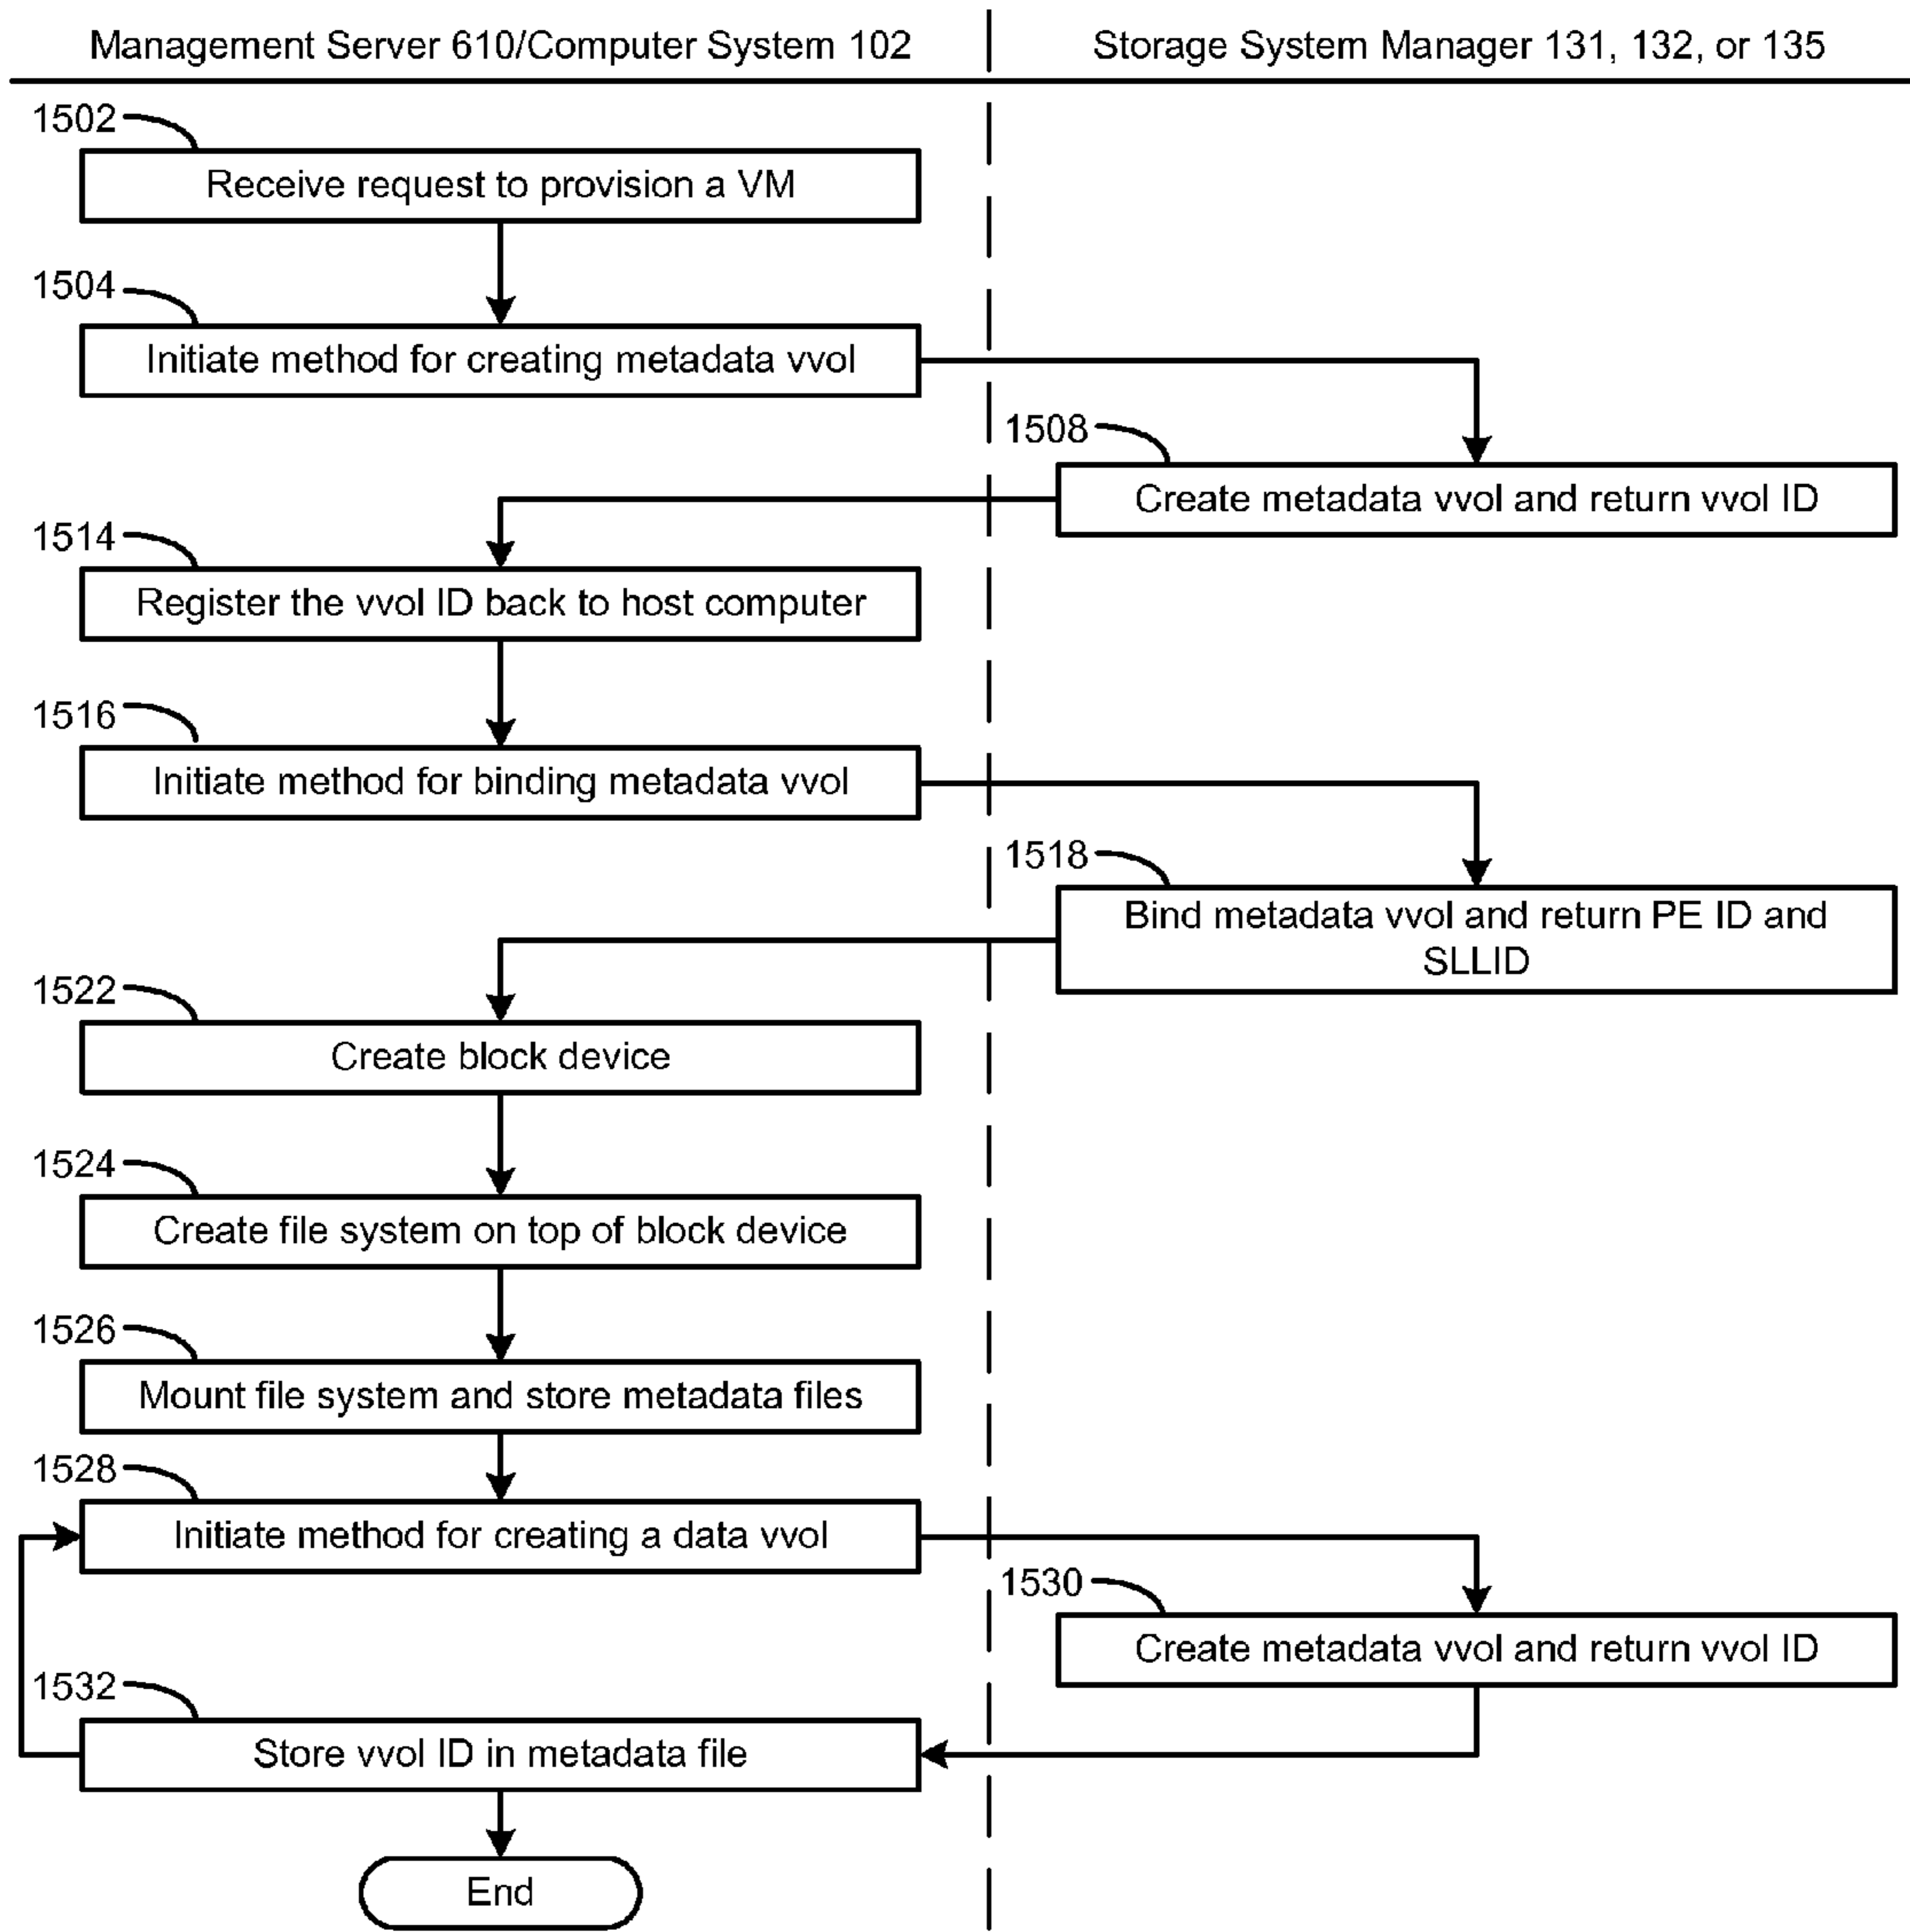 Management Server 610/Computer System 102
Storage System Manager 131, 132, or 135
1502
Receive request to provision a VM
1504
Initiate method for creating metadata vvol
1508
Create metadata vvol and return vvol ID
1514
Register the vvol ID back to host computer
1516
Initiate method for binding metadata vvol
1518
Bind metadata vvol and return PE ID and
SLLID
1522
Create block device
1524
Create file system on top of block device
1526
Mount file system and store metadata files
1528
Initiate method for creating a data vvol
1530
Create metadata vvol and return vvol ID
1532
Store vvol ID in metadata file
End